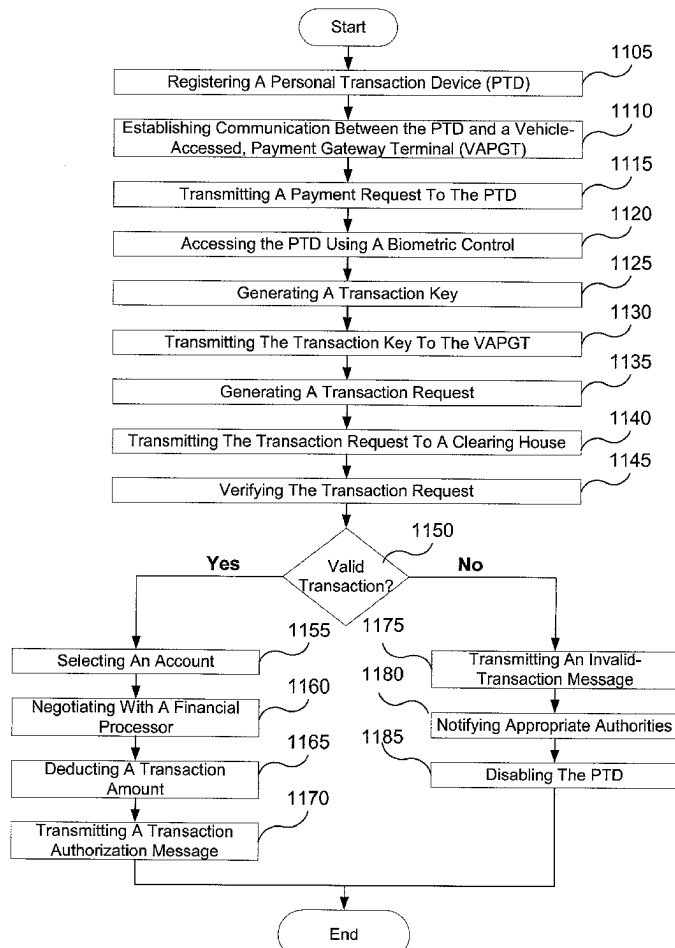 Start
1105
Registering A Personal Transaction Device (PTD)
1110
Establishing Communication Between the PTD and a Vehicle-
Accessed, Payment Gateway Terminal (VAPGT)
1115
Transmitting A Payment Request To The PTD
1120
Accessing the PTD Using A Biometric Control
1125
Generating A Transaction Key
1130
Transmitting The Transaction Key To The VAPGT
1135
Generating A Transaction Request
1140
Transmitting The Transaction Request To A Clearing House
1145
Verifying The Transaction Request
1150
Yes
Valid
Transaction?
No
1155
Selecting An Account
1160
Negotiating With A Financial
Processor
1165
Deducting A Transaction
Amount
1170
Transmitting A Transaction
Authorization Message
1175
Transmitting An Invalid-
Transaction Message
1180
Notifying Appropriate Authorities
1185
Disabling The PTD
End